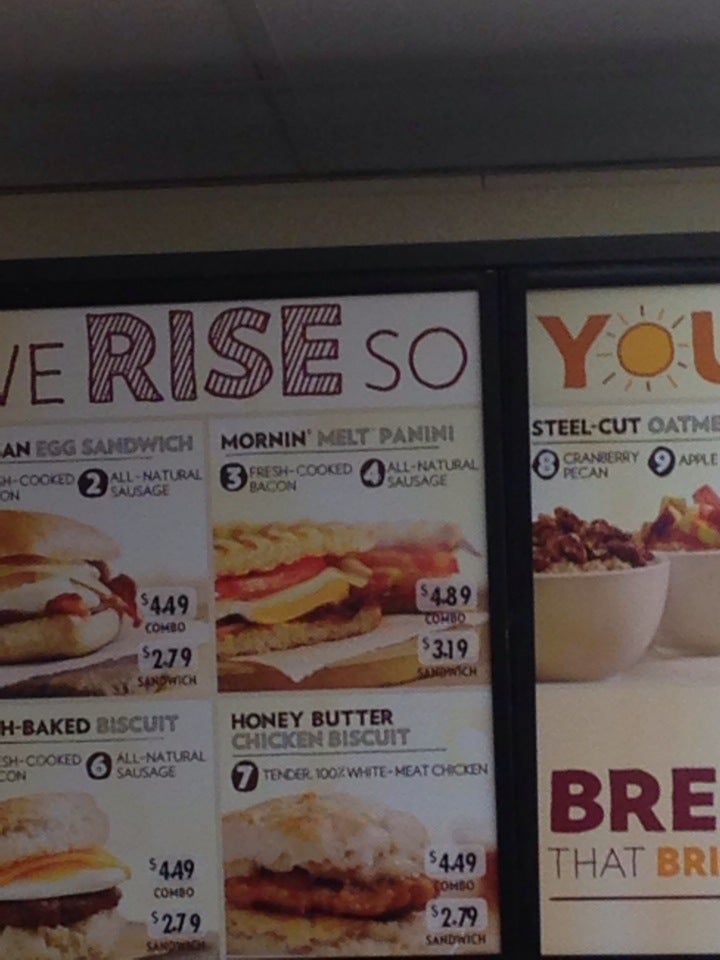 VE RISE SO
AN EGG SANDWICH
SH-COOKED
ON
2 ALL-NATURAL
SAUSAGE
$4.49
COMBO
$2.79
SANDWICH
MORNIN' MELT PANINI
3 FRESH-COOKED
BACON
4 ALL-NATURAL
SAUSAGE
$4.89
COMBO
$3.19
SANDWICH
H-BAKED BISCUIT
SH-COOKED
CON
6 ALL-NATURAL
SAUSAGE
$4.49
COMBO
$2.79
SANDWICH
HONEY BUTTER
CHICKEN BISCUIT
7 TENDER, 100% WHITE-MEAT CHICKEN
$4.49
COMBO
$2.79
SANDWICH
YOU
STEEL-CUT OATME
8 CRANBERRY
PECAN
9 APPLE
BRE
THAT BRI